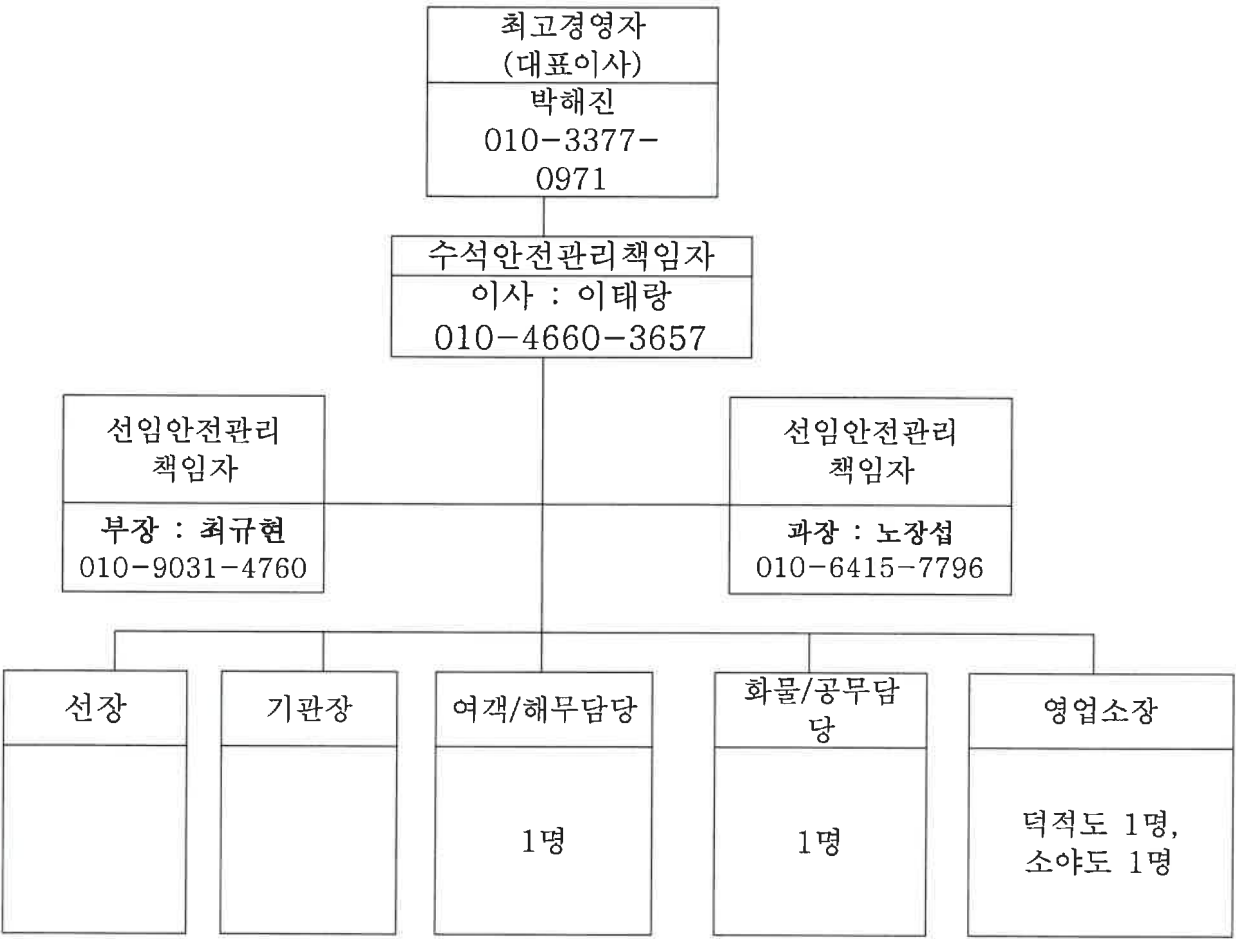 최고경영자
(대표이사)
박해진
010-3377-
0971
수석안전관리책임자
이사 : 이태랑
010-4660-3657
선임안전관리
책임자
부장 : 최규현
010-9031-4760
선임안전관리
책임자
과장 : 노장섭
010-6415-7796
선장
기관장
여객/해무담당
1명
화물/공무담
당
1명
영업소장
덕적도 1명,
소야도 1명